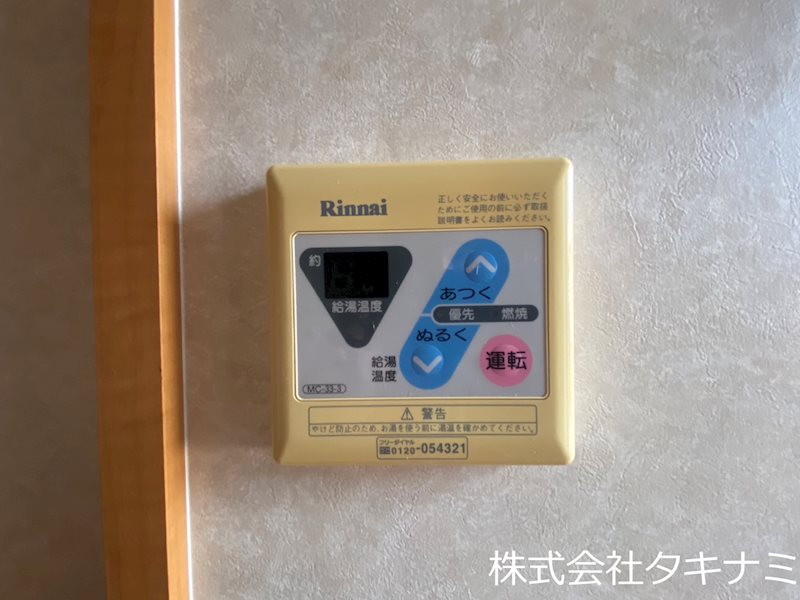 Rinnai
正しく安全にお使いいただく
ためにご使用の前に必ず取扱
説明書をよくお読みください。
約
給湯温度
あつく
優先 燃焼
ぬるく
給湯
温度
運転
MC-33-3
⚠ 警告
やけど防止のため、お湯を使う前に湯温を確かめてください。
フリーダイヤル
0120-054321
株式会社タキナミ